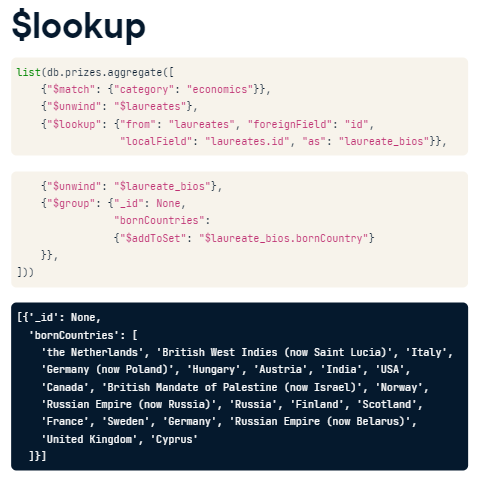 $lookup
list(db.prizes.aggregate([
    {"$match": {"category": "economics"}},
    {"$unwind": "$laureates"},
    {"$lookup": {"from": "laureates", "foreignField": "id",
                 "localField": "laureates.id", "as": "laureate_bios"}},
    {"$unwind": "$laureate_bios"},
    {"$group": {"_id": None,
                "bornCountries":
                {"$addToSet": "$laureate_bios.bornCountry"}
    }},
]))
[{'_id': None,
  'bornCountries': [
    'the Netherlands', 'British West Indies (now Saint Lucia)', 'Italy',
    'Germany (now Poland)', 'Hungary', 'Austria', 'India', 'USA',
    'Canada', 'British Mandate of Palestine (now Israel)', 'Norway',
    'Russian Empire (now Russia)', 'Russia', 'Finland', 'Scotland',
    'France', 'Sweden', 'Germany', 'Russian Empire (now Belarus)',
    'United Kingdom', 'Cyprus'
  ]}]